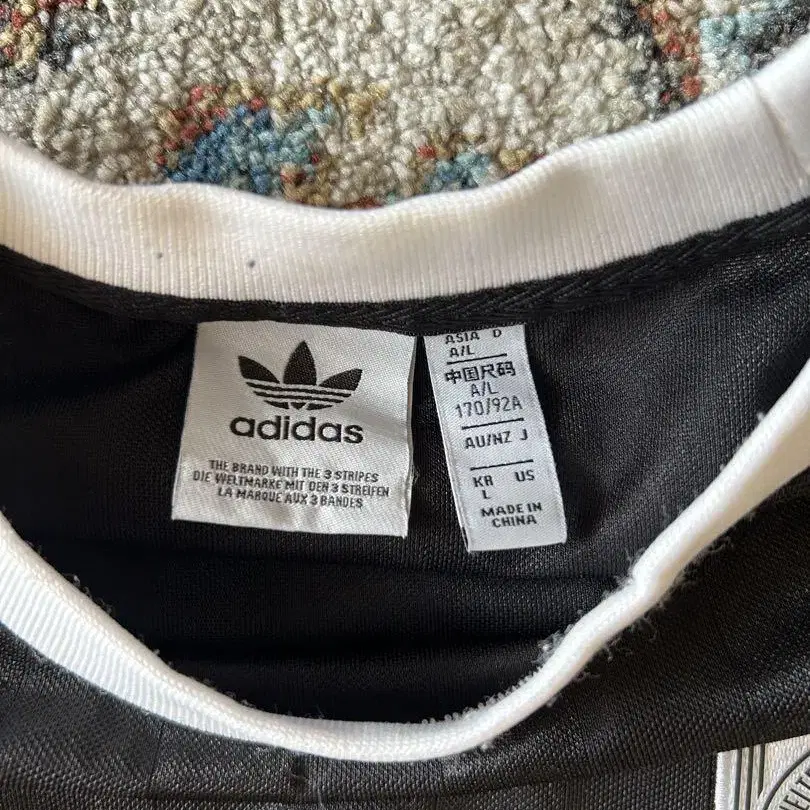 adidas
THE BRAND WITH THE 3 STRIPES
DIE WELTMARKE MIT DEN 3 STREIFEN
LA MARQUE AUX 3 BANDES
ASIA D
A/L
中国尺码
A/L
170/92A
AU/NZ J
KR US
L
MADE IN
CHINA